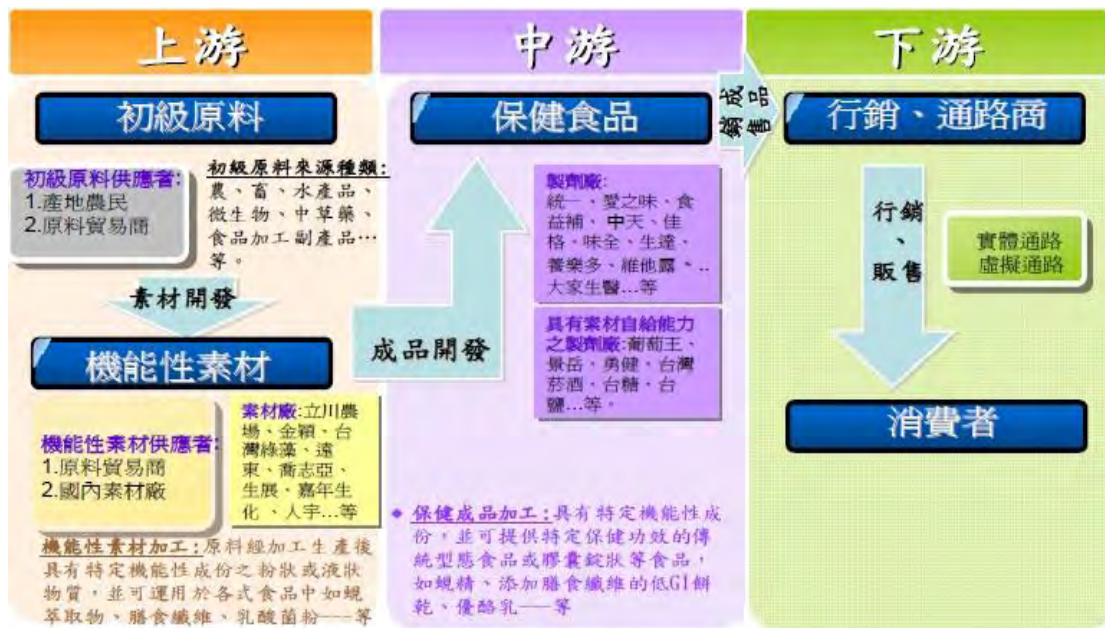 上游
初級原料
初級原料供應者:
1.產地農民
2.原料貿易商
初級原料來源種類:
農、畜、水產品、
微生物、中草藥、
食品加工副產品…
等。
素材開發
機能性素材
機能性素材供應者:
1.原料貿易商
2.國內素材廠
素材廠:立川農
場、金穎、台
灣綠藻、遠
東、喬志亞、
生展、嘉年生
化、人宇…等
機能性素材加工:原料經加工生產後
具有特定機能性成份之粉狀或液狀
物質,並可運用於各式食品中如蜆
萃取物、膳食纖維、乳酸菌粉---等
中游
保健食品
成品開發
製劑廠:
統一、愛之味、食
益補、中天、佳
格、味全、生達、
養樂多、維他露、..
大家生醫...等
具有素材自給能力
之製劑廠:葡萄王、
景岳、勇健、台灣
菸酒、台糖、台
鹽...等。
保健成品加工:具有特定機能性成
份,並可提供特定保健功效的傳
統型態食品或膠囊錠狀等食品,
如蜆精、添加膳食纖維的低GI餅
乾、優酪乳---等
成品
銷售
下游
行銷、通路商
行銷
、
販售
實體通路
虛擬通路
消費者